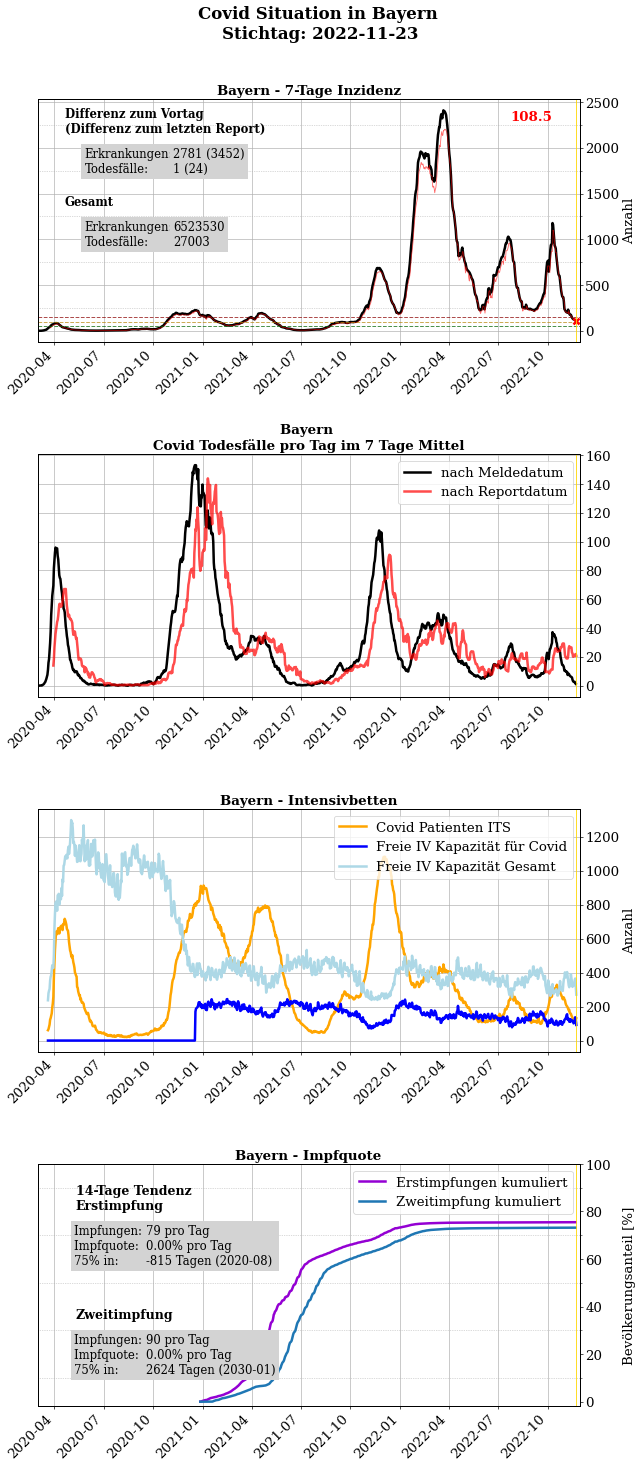 Covid Situation in Bayern
Stichtag: 2022-11-23
Bayern - 7-Tage Inzidenz
Differenz zum Vortag
(Differenz zum letzten Report)
Erkrankungen 2781 (3452)
Todesfälle: 1 (24)
Gesamt
Erkrankungen 6523530
Todesfälle: 27003
108.5
2500
2000
1500
1000
500
0
Anzahl
2020-04
2020-07
2020-10
2021-01
2021-04
2021-07
2021-10
2022-01
2022-04
2022-07
2022-10
Bayern
Covid Todesfälle pro Tag im 7 Tage Mittel
nach Meldedatum
nach Reportdatum
160
140
120
100
80
60
40
20
0
2020-04
2020-07
2020-10
2021-01
2021-04
2021-07
2021-10
2022-01
2022-04
2022-07
2022-10
Bayern - Intensivbetten
Covid Patienten ITS
Freie IV Kapazität für Covid
Freie IV Kapazität Gesamt
1200
1000
800
600
400
200
0
Anzahl
2020-04
2020-07
2020-10
2021-01
2021-04
2021-07
2021-10
2022-01
2022-04
2022-07
2022-10
Bayern - Impfquote
14-Tage Tendenz
Erstimpfung
Impfungen: 79 pro Tag
Impfquote: 0.00% pro Tag
75% in: -815 Tagen (2020-08)
Zweitimpfung
Impfungen: 90 pro Tag
Impfquote: 0.00% pro Tag
75% in: 2624 Tagen (2030-01)
Erstimpfungen kumuliert
Zweitimpfung kumuliert
100
80
60
40
20
0
Bevölkerungsanteil [%]
2020-04
2020-07
2020-10
2021-01
2021-04
2021-07
2021-10
2022-01
2022-04
2022-07
2022-10